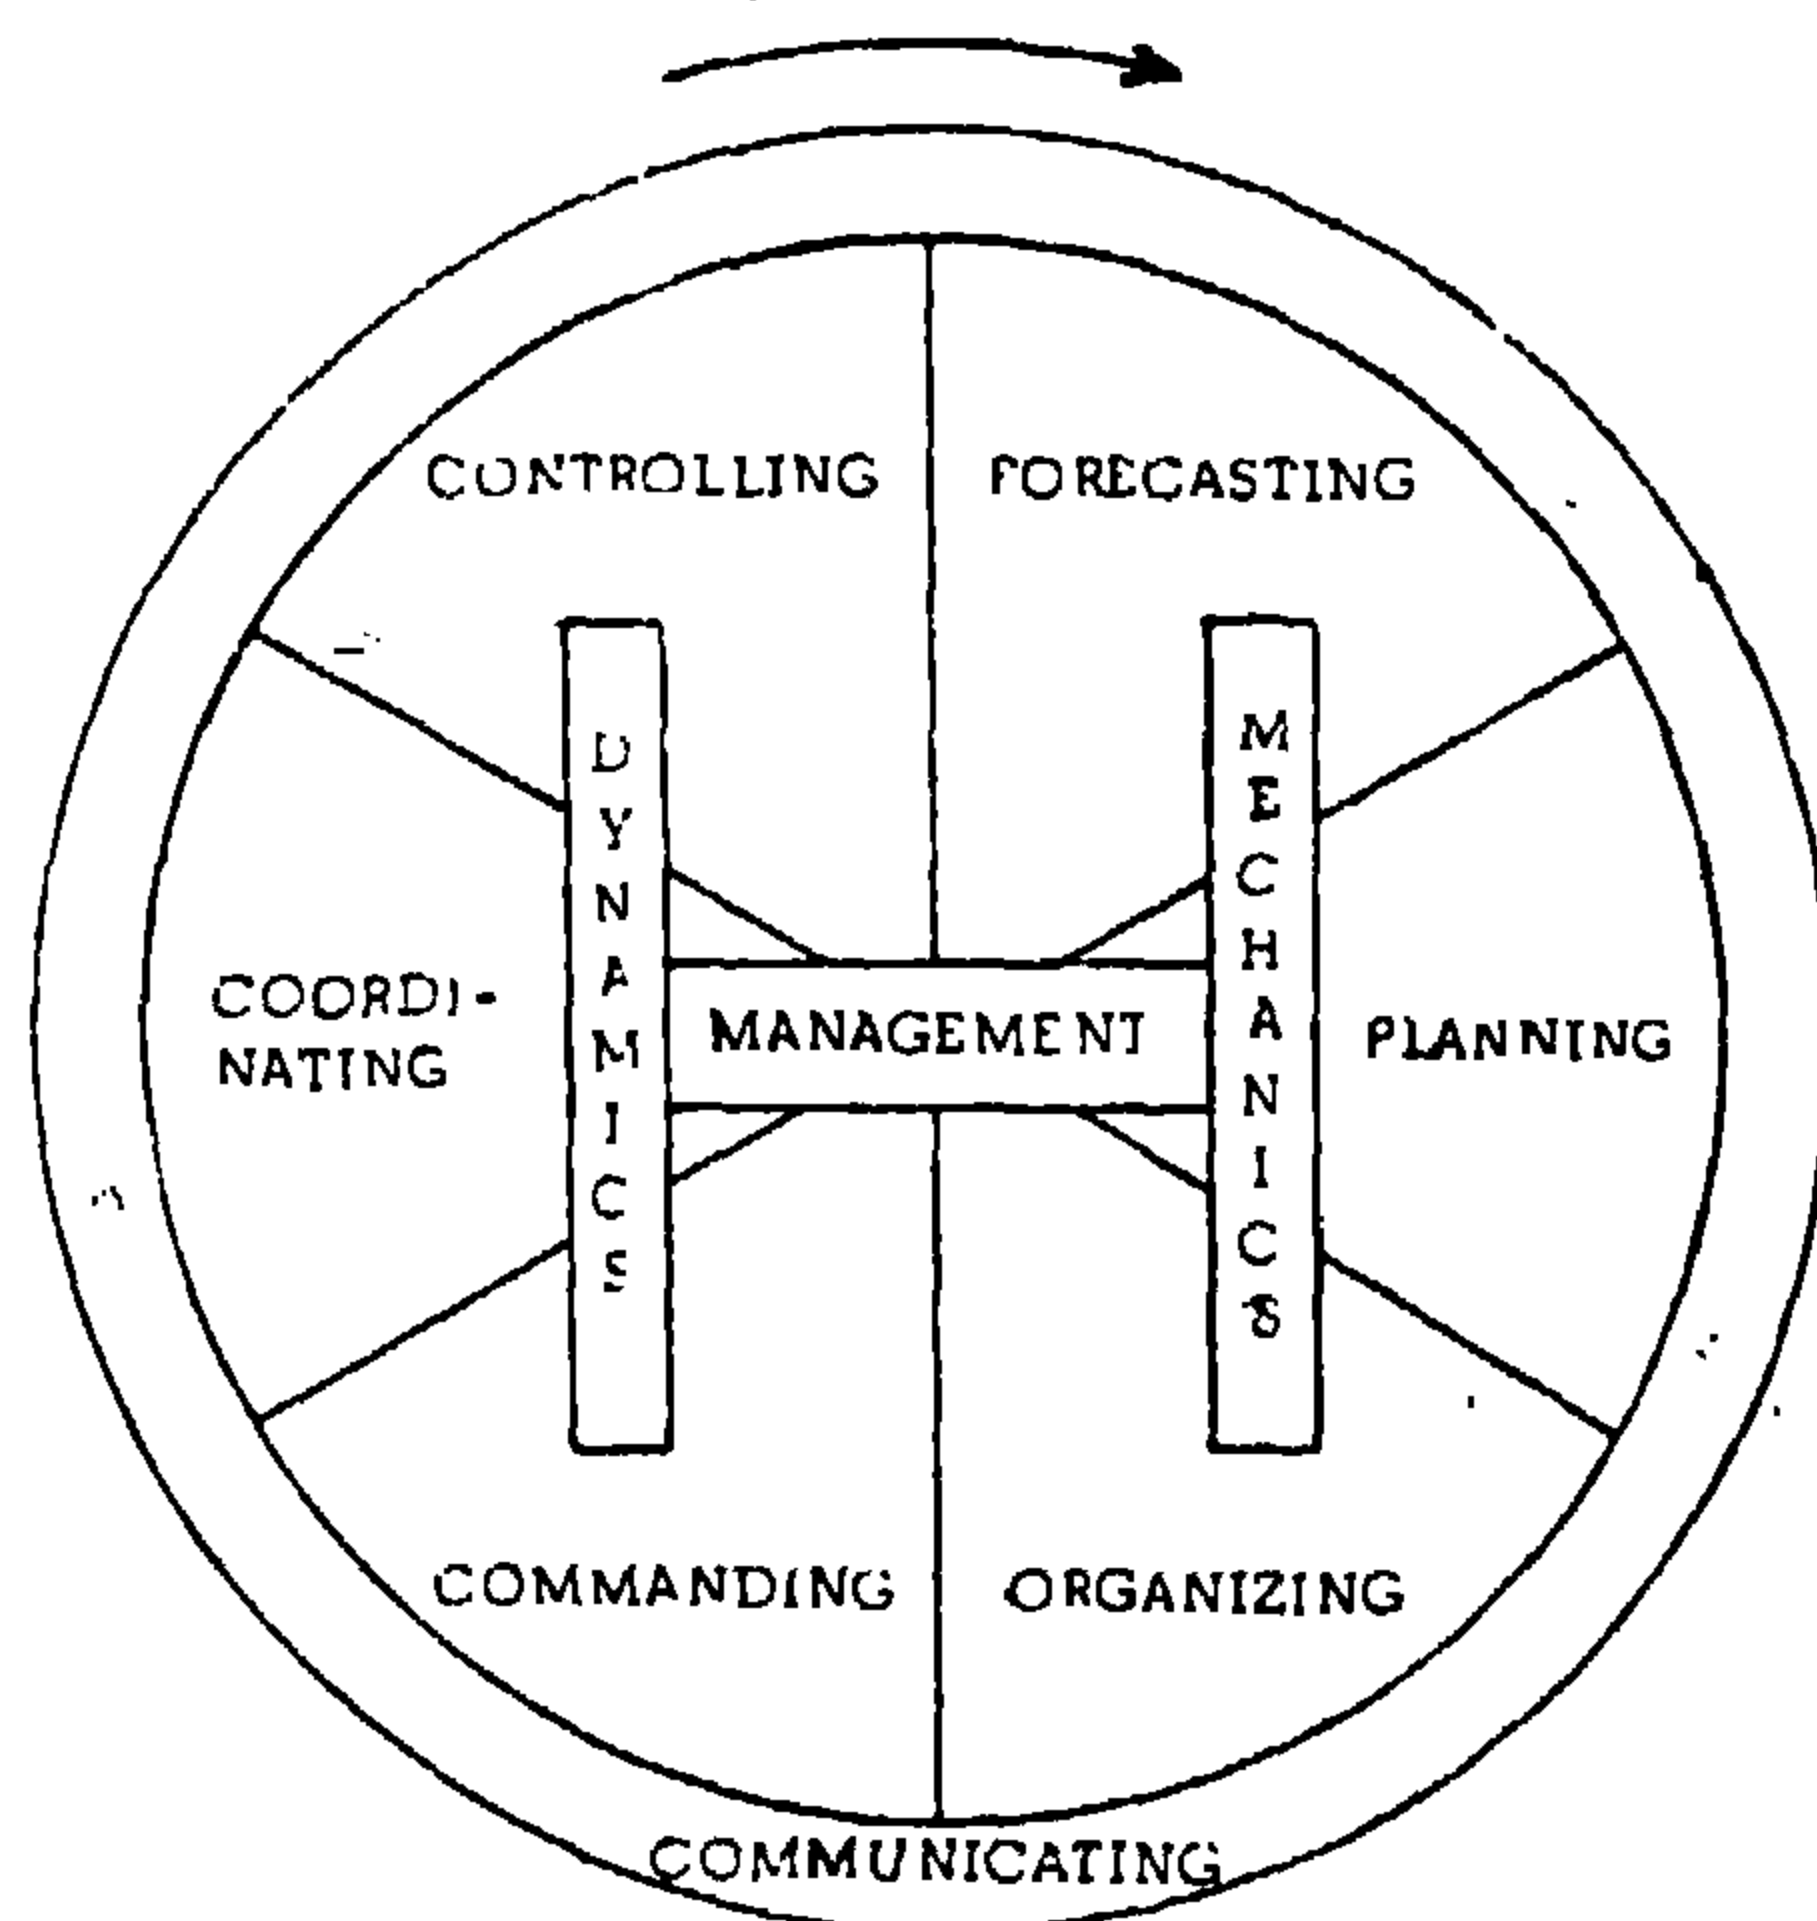 CONTROLLING
FORECASTING
DYNAMICS
MECHANICS
COORDI-
NATING
MANAGEMENT
PLANNING
COMMANDING
ORGANIZING
COMMUNICATING